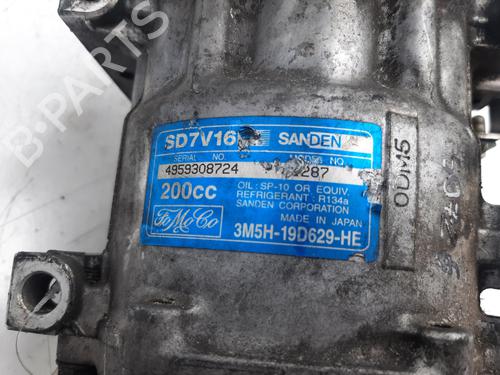 SD7V16 SANDEN
SERIAL NO. MODEL NO.
4959308724 287
200cc
OIL : SP-10 OR EQUIV.
REFRIGERANT : R134a
SANDEN CORPORATION
MADE IN JAPAN
FoMoCo
3M5H-19D629-HE
ODM5
B-PARTS